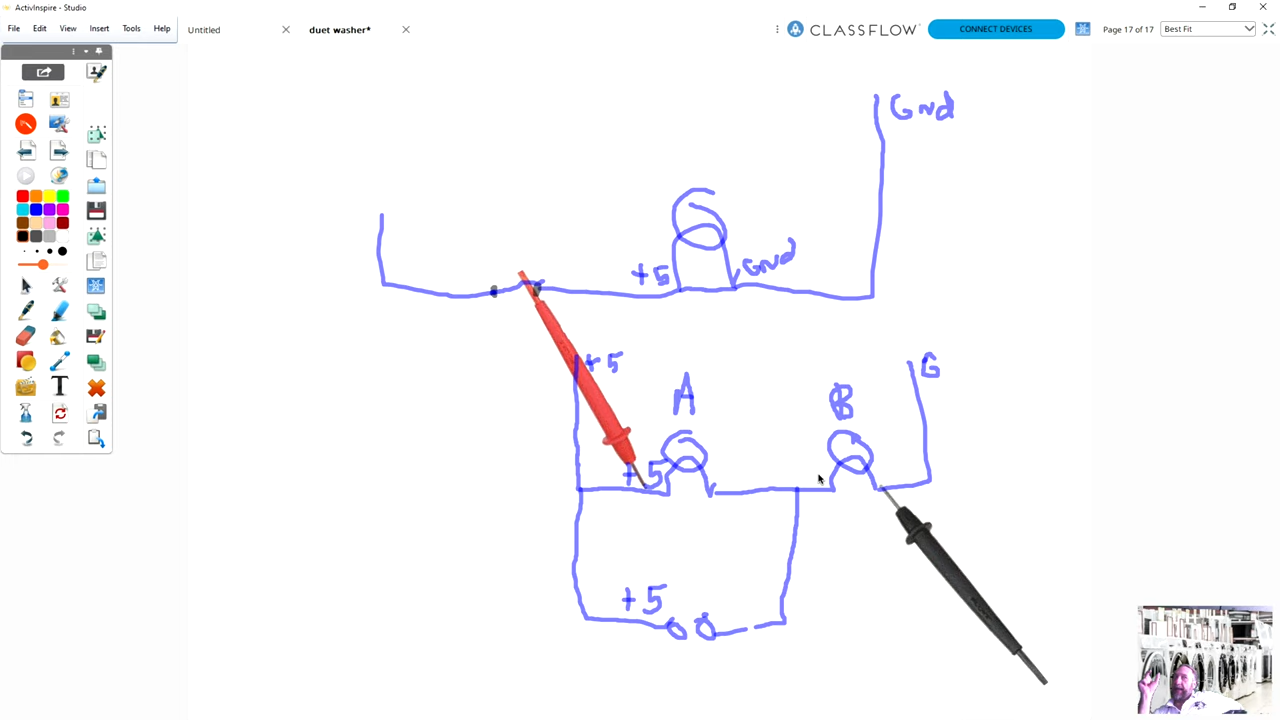 ActivInspire - Studio
File Edit View Insert Tools Help
Untitled
duet washer*
CLASSFLOW
CONNECT DEVICES
Page 17 of 17
Best Fit
Gnd
+5
Gnd
+5
A
B
G
+5
+5
T